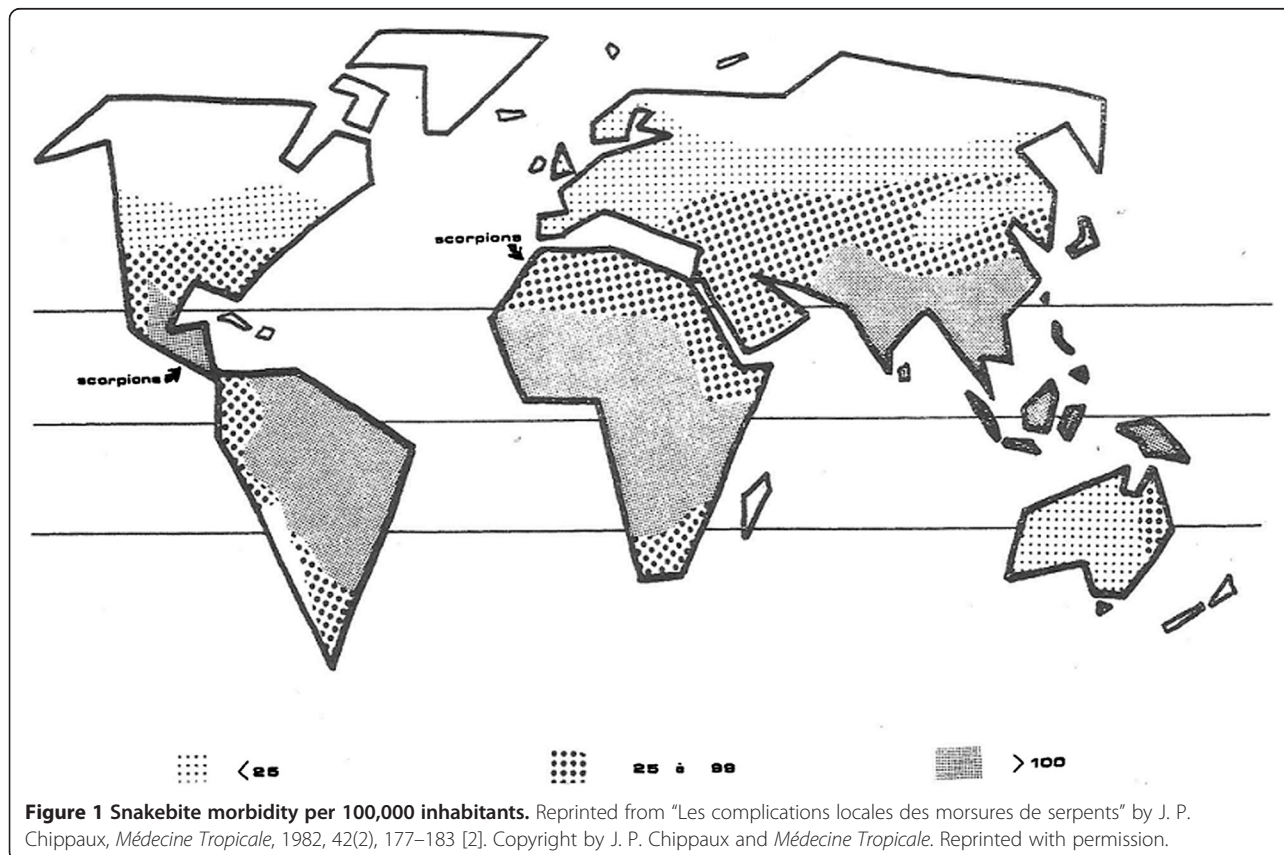 scorpions
scorpions
<25
25 à 99
>100
Figure 1 Snakebite morbidity per 100,000 inhabitants. Reprinted from "Les complications locales des morsures de serpents" by J. P.
Chippaux, Médecine Tropicale, 1982, 42(2), 177–183 [2]. Copyright by J. P. Chippaux and Médecine Tropicale. Reprinted with permission.